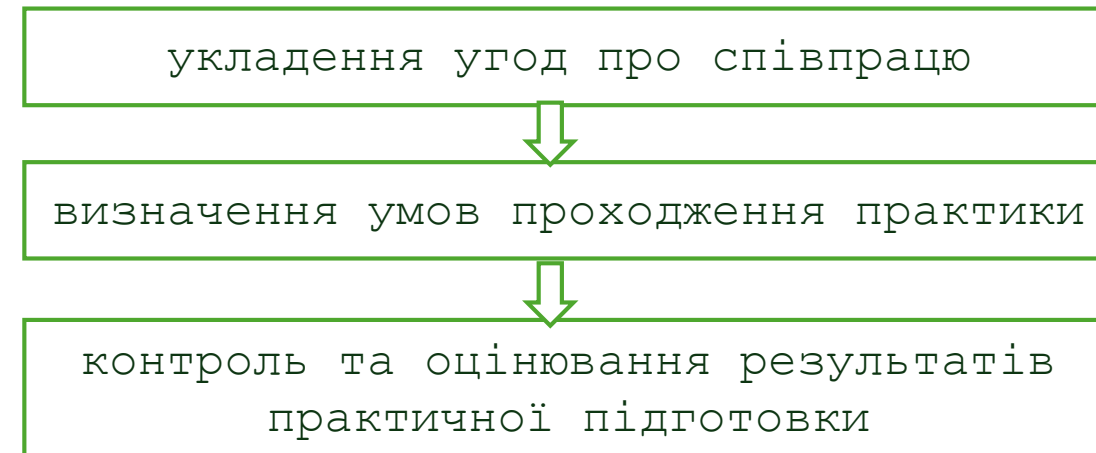 укладення угод про співпрацю
визначення умов проходження практики
контроль та оцінювання результатів
практичної підготовки